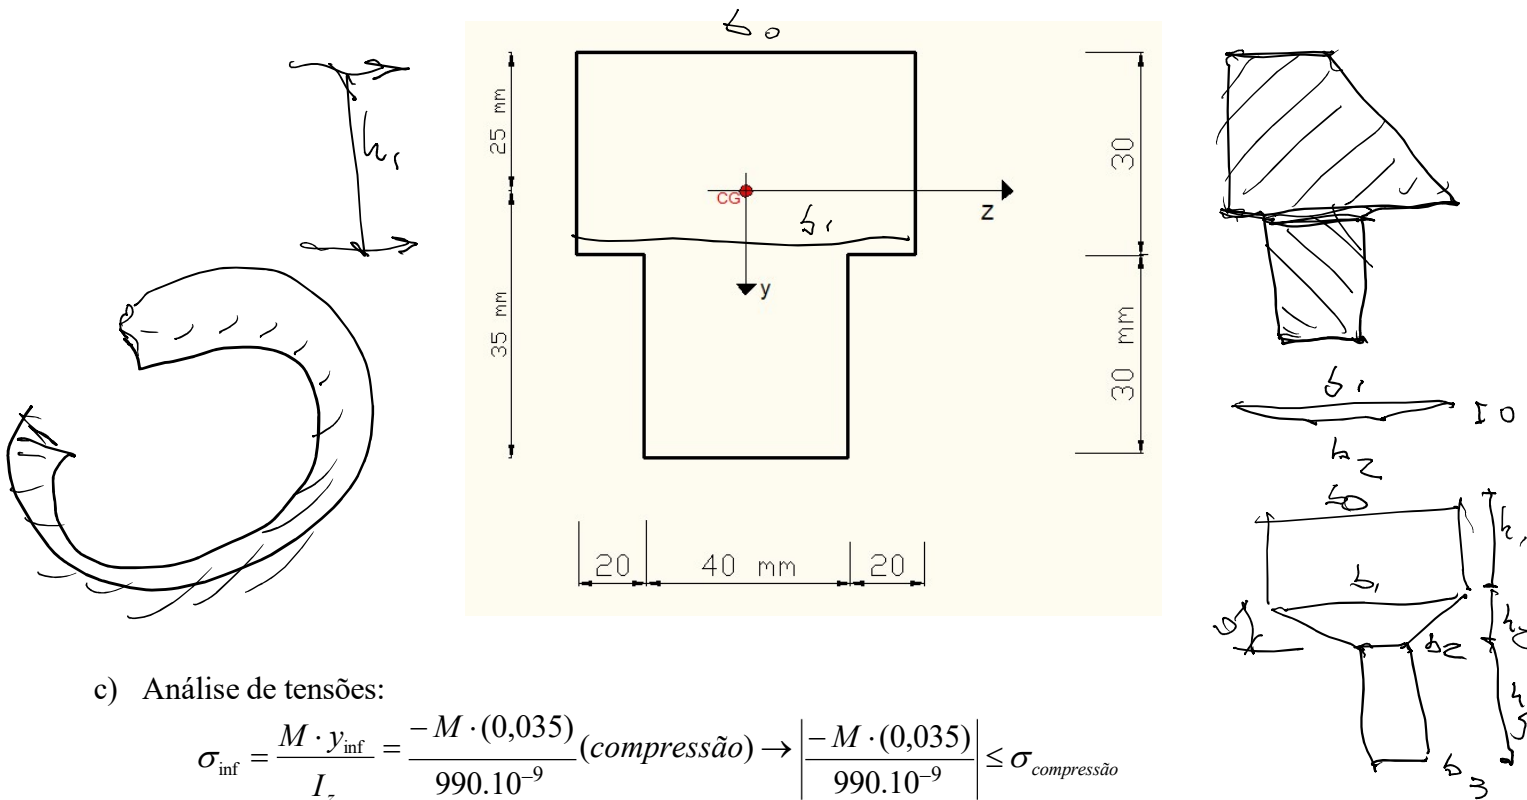 b0
h1
25 mm
CG
z
30
b1
y
35 mm
30 mm
b1
I 0
b2
20
40 mm
20
b0
h1
b1
h2
b2
h3
b3
c) Análise de tensões:
σinf = M · yinf / Iz = −M · (0,035) / 990.10⁻⁹ (compressão) → |−M · (0,035) / 990.10⁻⁹| ≤ σcompressão